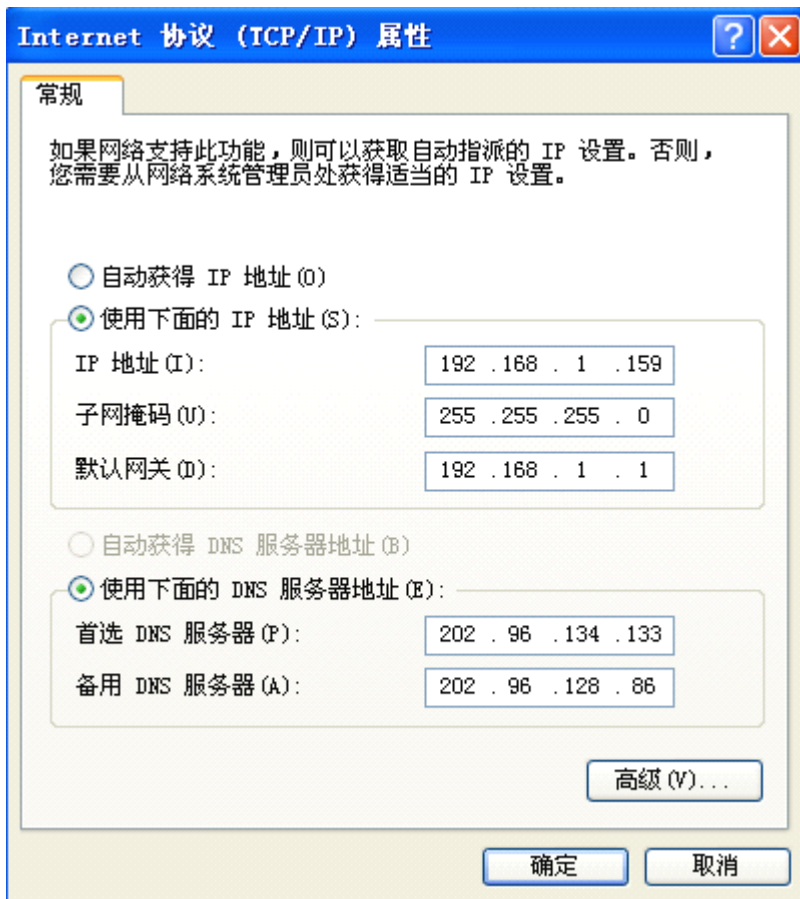 Internet 协议 (TCP/IP) 属性
常规
如果网络支持此功能，则可以获取自动指派的 IP 设置。否则，
您需要从网络系统管理员处获得适当的 IP 设置。
自动获得 IP 地址(O)
使用下面的 IP 地址(S):
IP 地址(I): 192 .168 . 1 .159
子网掩码(U): 255 .255 .255 . 0
默认网关(D): 192 .168 . 1 . 1
自动获得 DNS 服务器地址(B)
使用下面的 DNS 服务器地址(E):
首选 DNS 服务器(P): 202 . 96 .134 .133
备用 DNS 服务器(A): 202 . 96 .128 . 86
高级(V)...
确定 取消